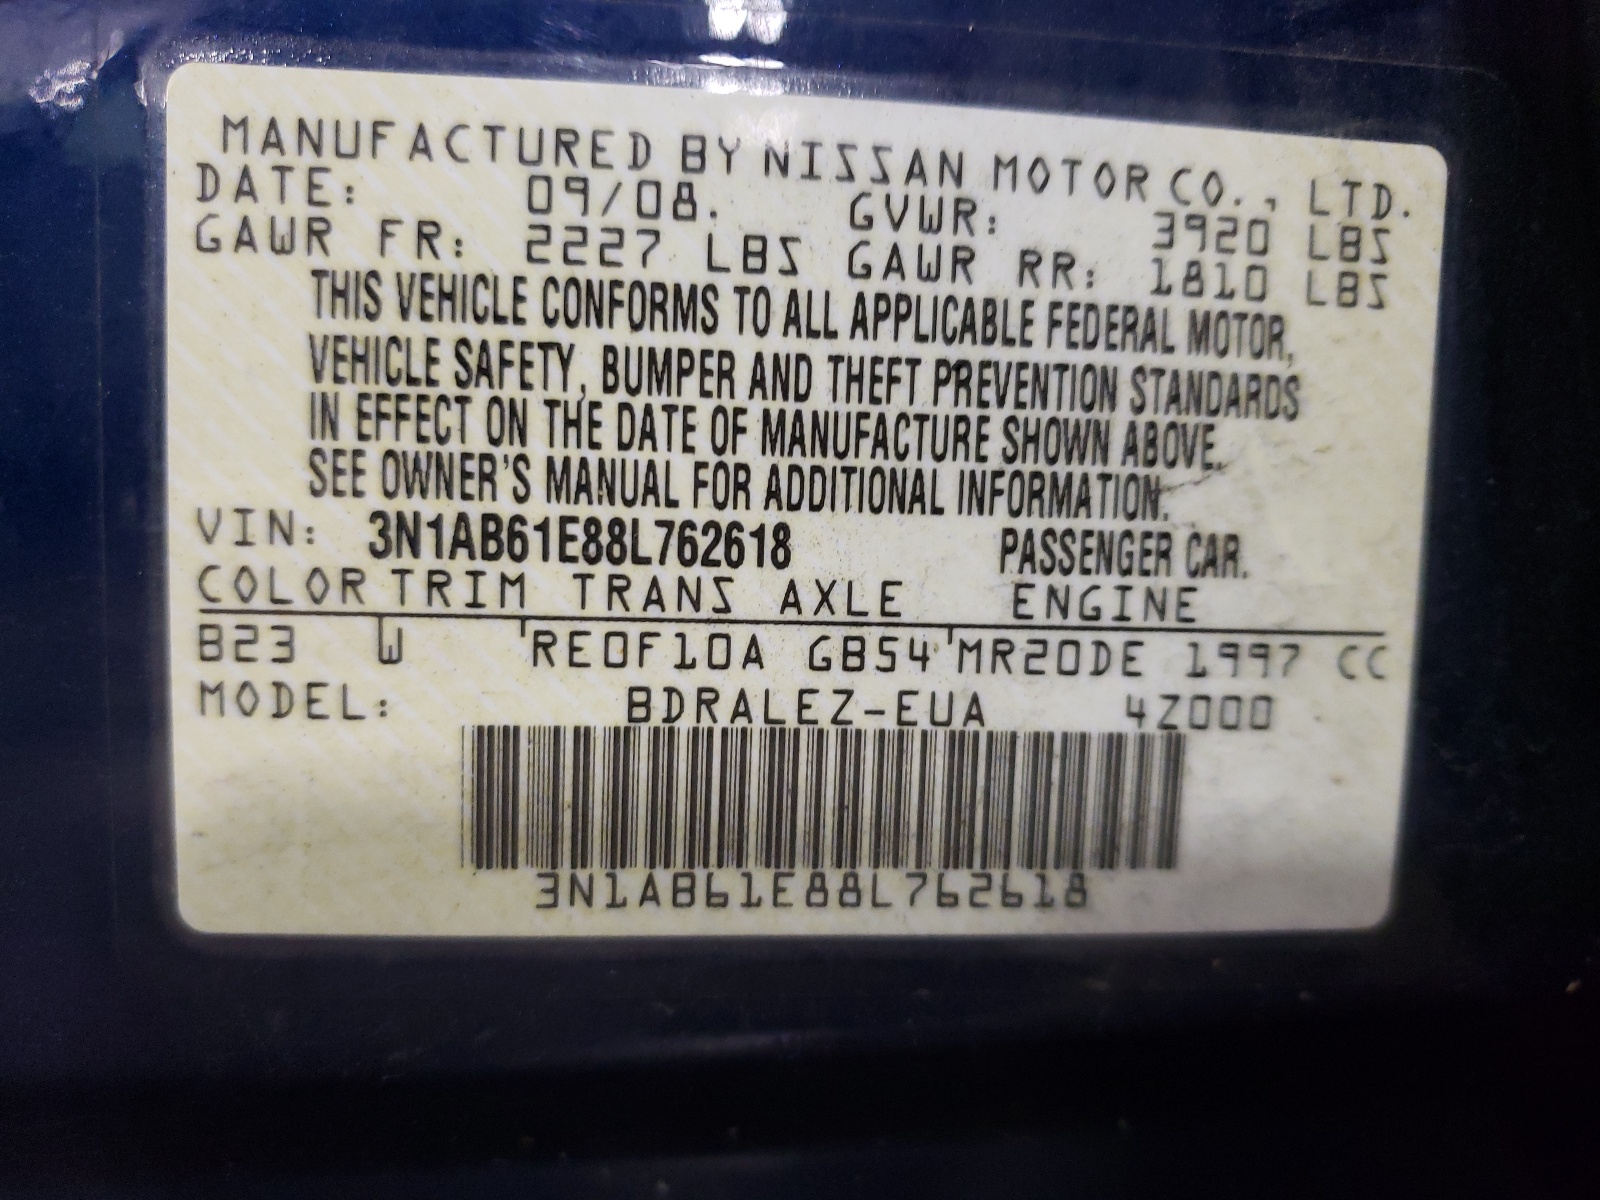 MANUFACTURED BY NISSAN MOTOR CO., LTD.
DATE: 09/08. GVWR: 3920 LBS
GAWR FR: 2227 LBS GAWR RR: 1810 LBS
THIS VEHICLE CONFORMS TO ALL APPLICABLE FEDERAL MOTOR,
VEHICLE SAFETY, BUMPER AND THEFT PREVENTION STANDARDS
IN EFFECT ON THE DATE OF MANUFACTURE SHOWN ABOVE.
SEE OWNER'S MANUAL FOR ADDITIONAL INFORMATION.
VIN: 3N1AB61E88L762618 PASSENGER CAR.
COLOR TRIM TRANS AXLE ENGINE
B23 W RE0F10A GB54 MR20DE 1997 CC
MODEL: BDRALEZ-EUA 4Z000
3N1AB61E88L762618